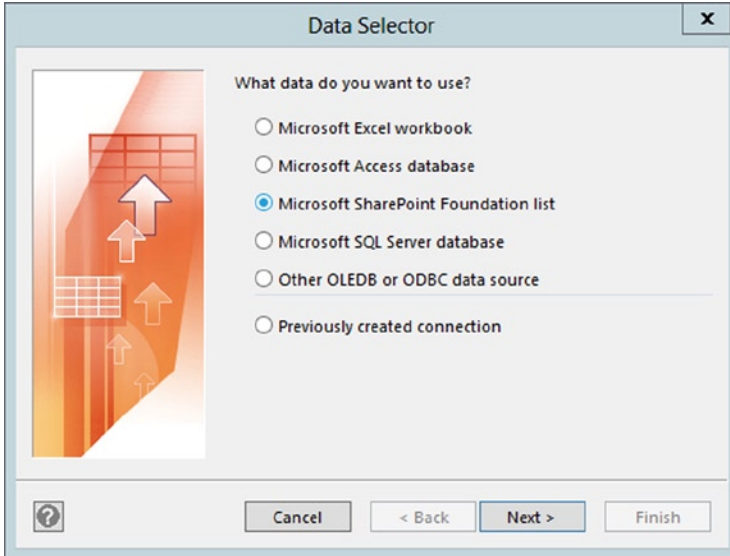 Data Selector
x
What data do you want to use?
Microsoft Excel workbook
Microsoft Access database
Microsoft SharePoint Foundation list
Microsoft SQL Server database
Other OLEDB or ODBC data source
Previously created connection
?
Cancel
< Back
Next >
Finish